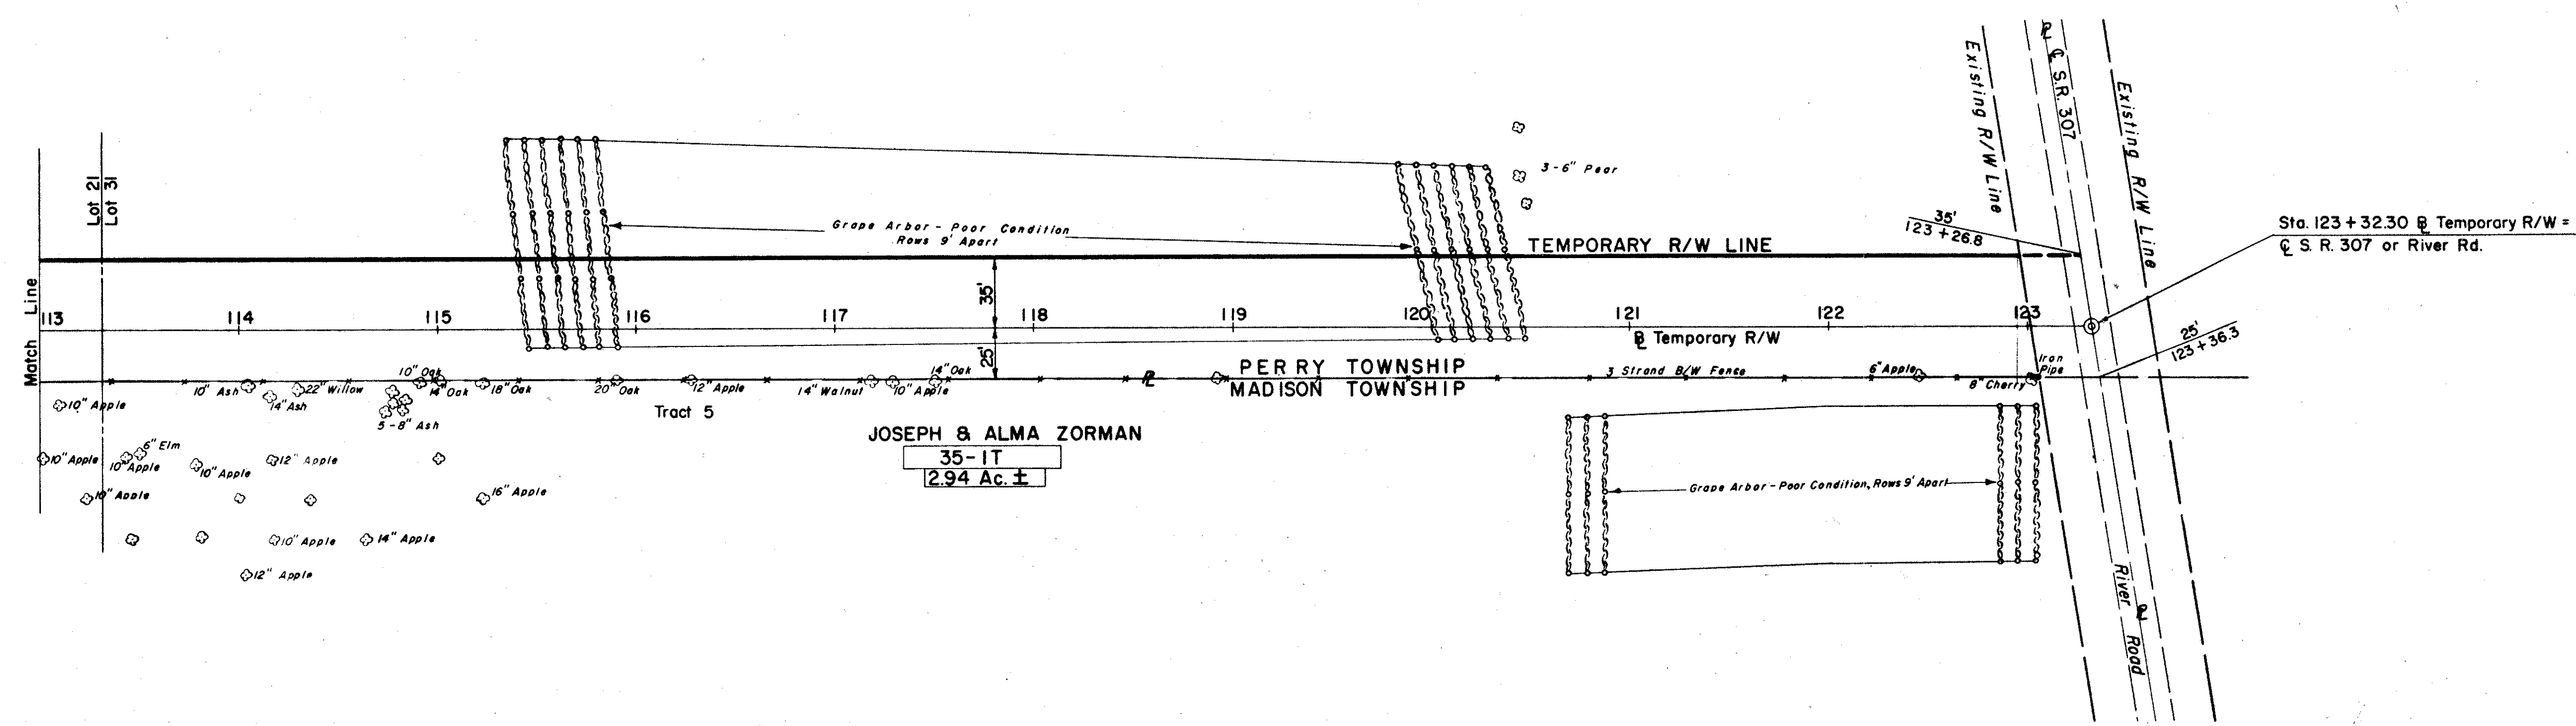 Match Line
Lot 21
Lot 31
Grape Arbor - Poor Condition
Rows 9' Apart
3-6" Pear
TEMPORARY R/W LINE
35'
123 + 26.8
Existing R/W Line
℄ S.R. 307
Existing R/W Line
Sta. 123 + 32.30 ⅊ Temporary R/W =
℄ S. R. 307 or River Rd.
113
114
115
116
117
118
119
120
121
122
123
35'
25'
Temporary R/W
25'
123 + 36.3
PERRY TOWNSHIP
MADISON TOWNSHIP
3 Strand B/W Fence
Iron
Pipe
6" Apple
8" Cherry
10" Ash
14" Ash
22" Willow
10" Oak
14" Oak
18" Oak
20" Oak
12" Apple
14" Walnut
10" Apple
14" Oak
5-8" Ash
Tract 5
10" Apple
10" Apple
6" Elm
10" Apple
10" Apple
12" Apple
10" Apple
16" Apple
10" Apple
14" Apple
12" Apple
JOSEPH & ALMA ZORMAN
35-1T
2.94 Ac. ±
Grape Arbor - Poor Condition, Rows 9' Apart
River Road